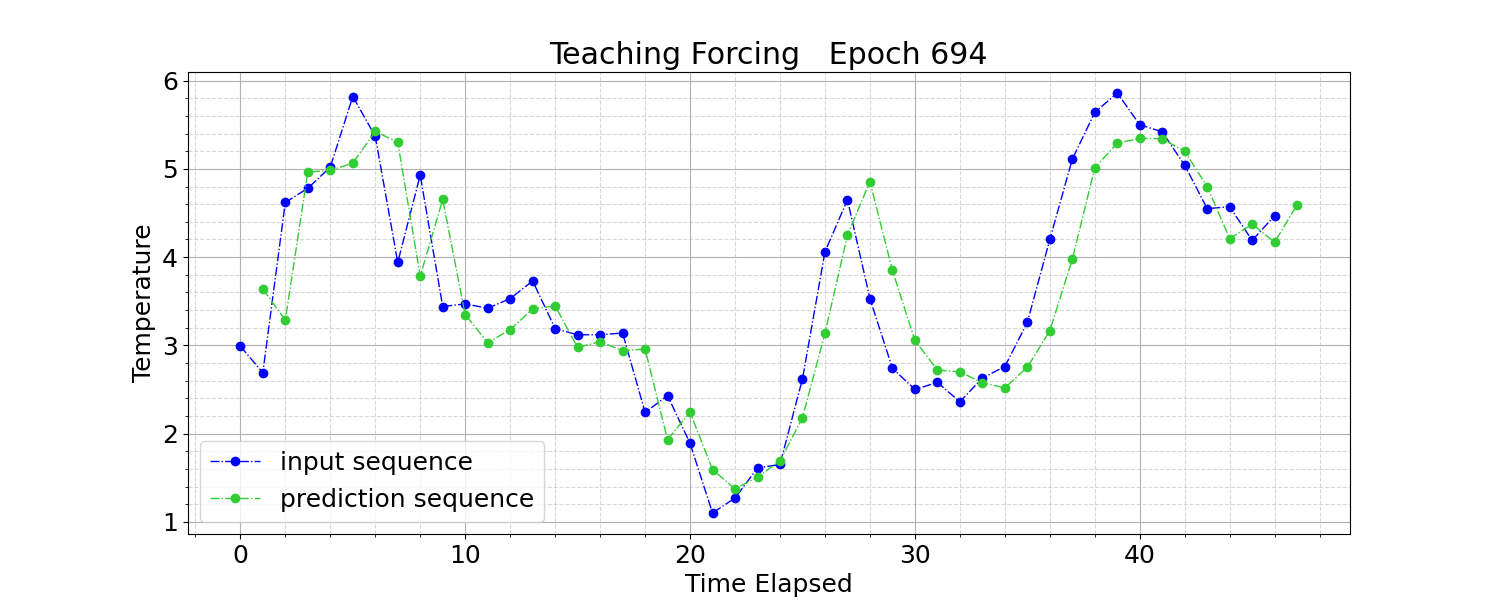 Teaching Forcing   Epoch 694
6
5
4
3
2
1
Temperature
input sequence
prediction sequence
0 10 20 30 40
Time Elapsed